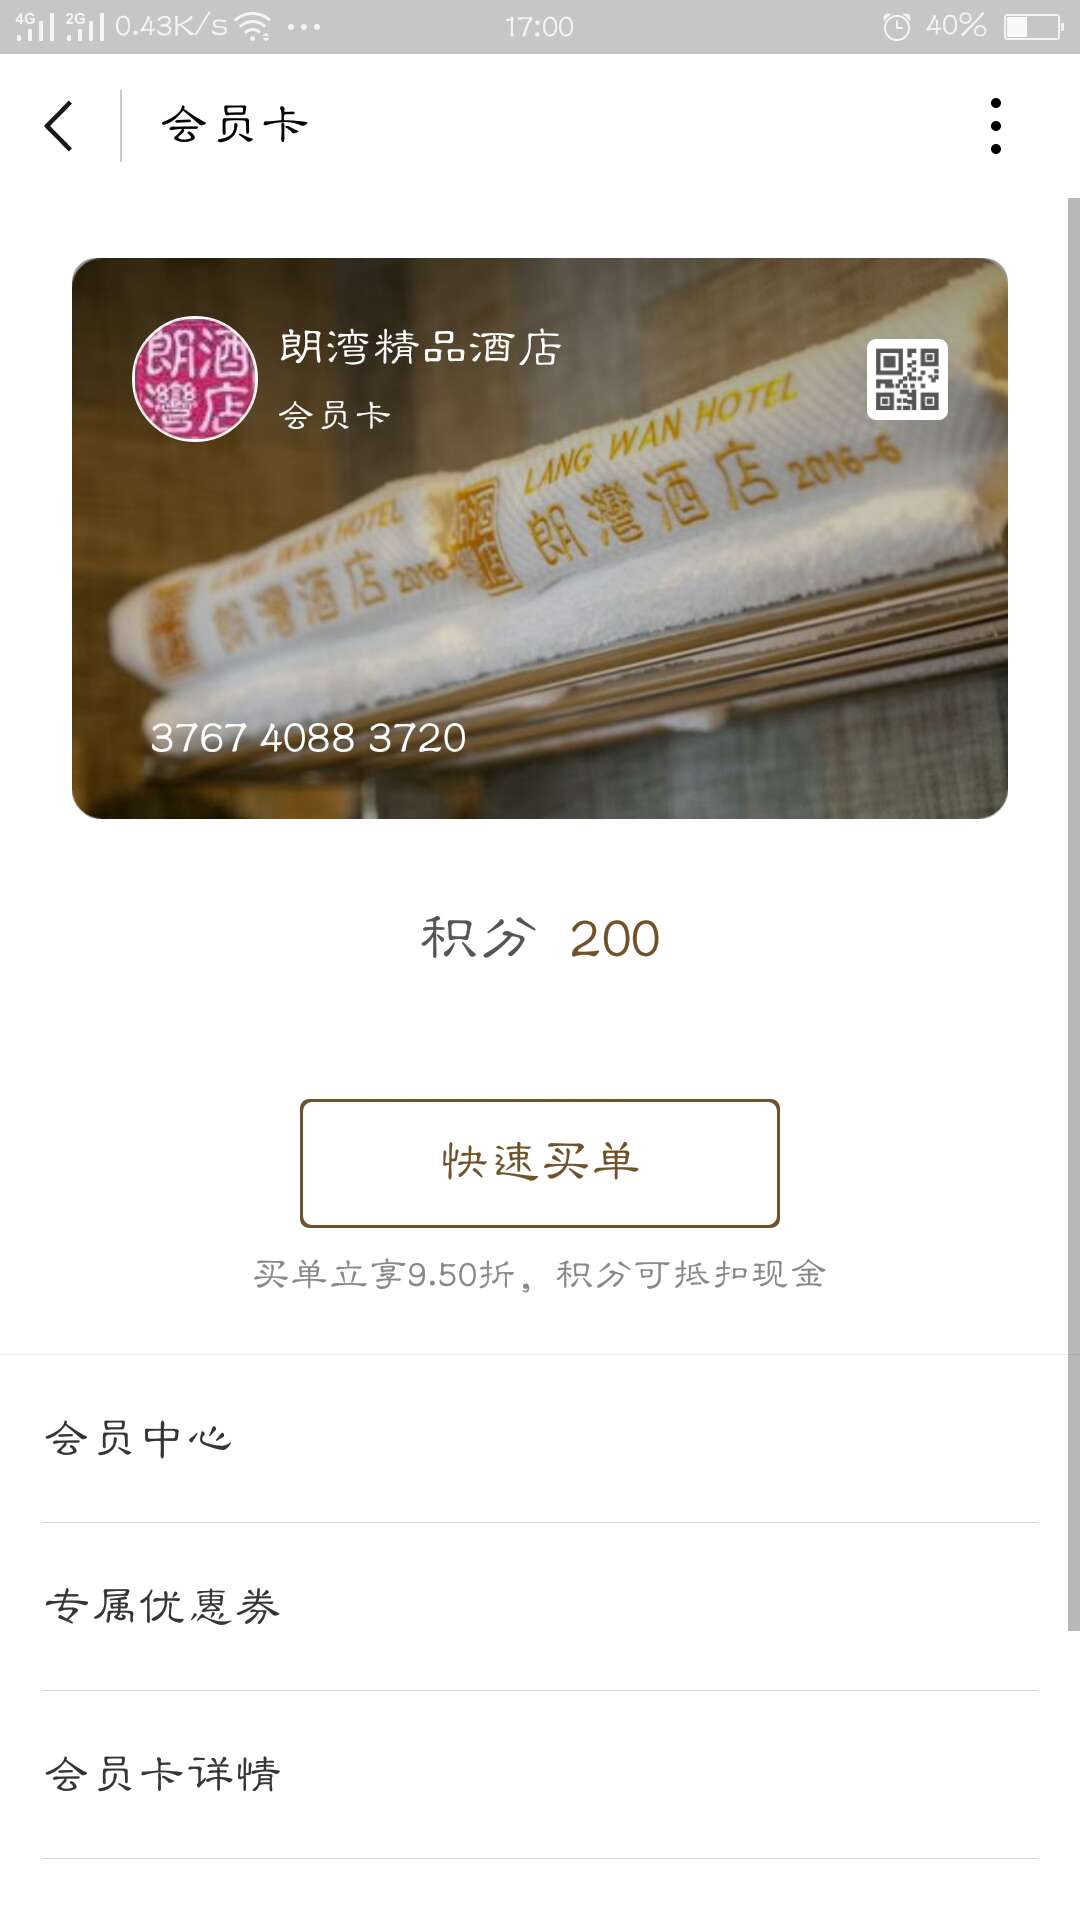 4G 2G 0.43K/s ... 17:00 40%
会员卡
朗湾精品酒店
会员卡
朗酒
灣店
LANG WAN HOTEL
朗灣酒店 2016-6
LANG WAN HOTEL
朗灣酒店 2016-
3767 4088 3720
积分 200
快速买单
买单立享9.50折，积分可抵扣现金
会员中心
专属优惠券
会员卡详情